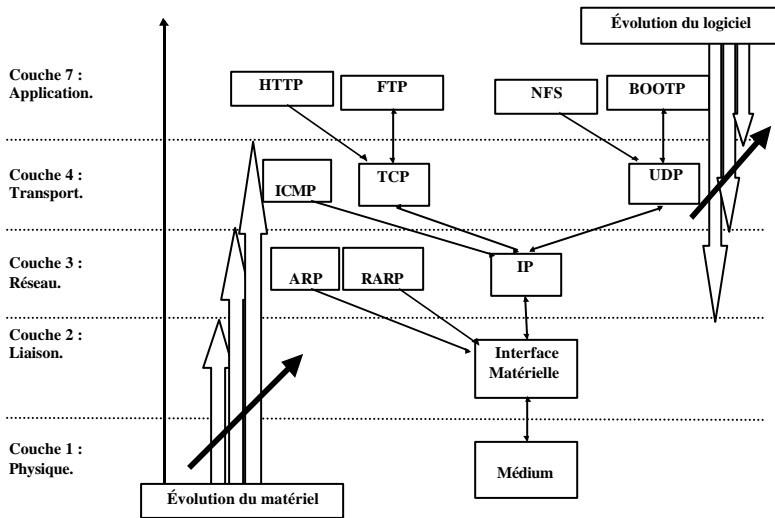 Évolution du logiciel
Couche 7 :
Application.
HTTP
FTP
NFS
BOOTP
Couche 4 :
Transport.
ICMP
TCP
UDP
Couche 3 :
Réseau.
ARP
RARP
IP
Couche 2 :
Liaison.
Interface
Matérielle
Couche 1 :
Physique.
Médium
Évolution du matériel